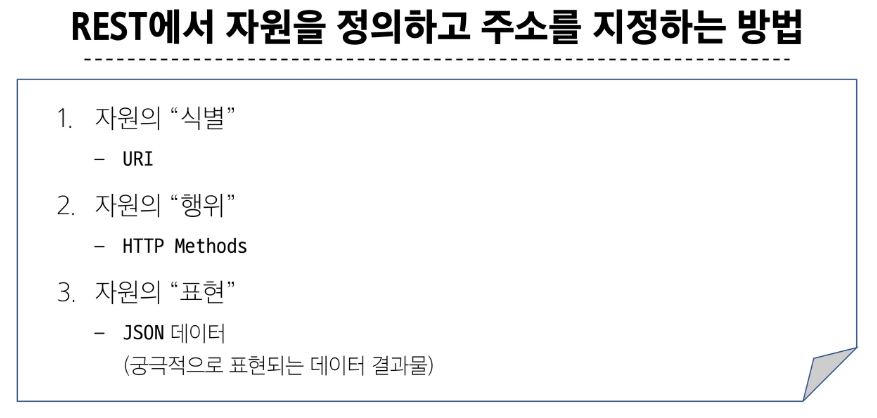 REST에서 자원을 정의하고 주소를 지정하는 방법
1. 자원의 “식별”
– URI
2. 자원의 “행위”
– HTTP Methods
3. 자원의 “표현”
– JSON 데이터
(궁극적으로 표현되는 데이터 결과물)